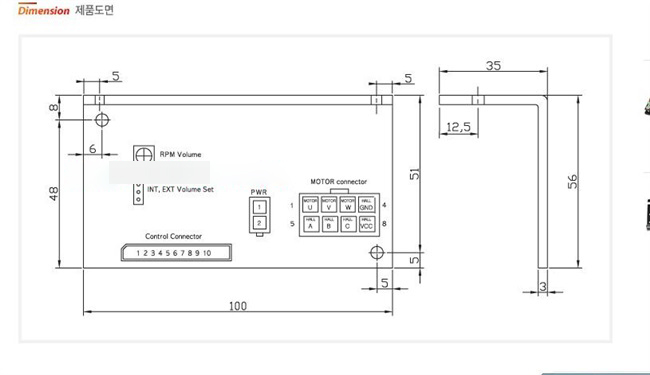 Dimension 제품도면
5
5
35
8
6
12,5
RPM Volume
INT, EXT Volume Set
48
51
56
PWR
1
2
MOTOR connector
1
MOTOR U
MOTOR V
MOTOR W
HALL GND
4
5
HALL A
HALL B
HALL C
HALL VCC
8
Control Connector
1 2 3 4 5 6 7 8 9 10
5
5
3
100